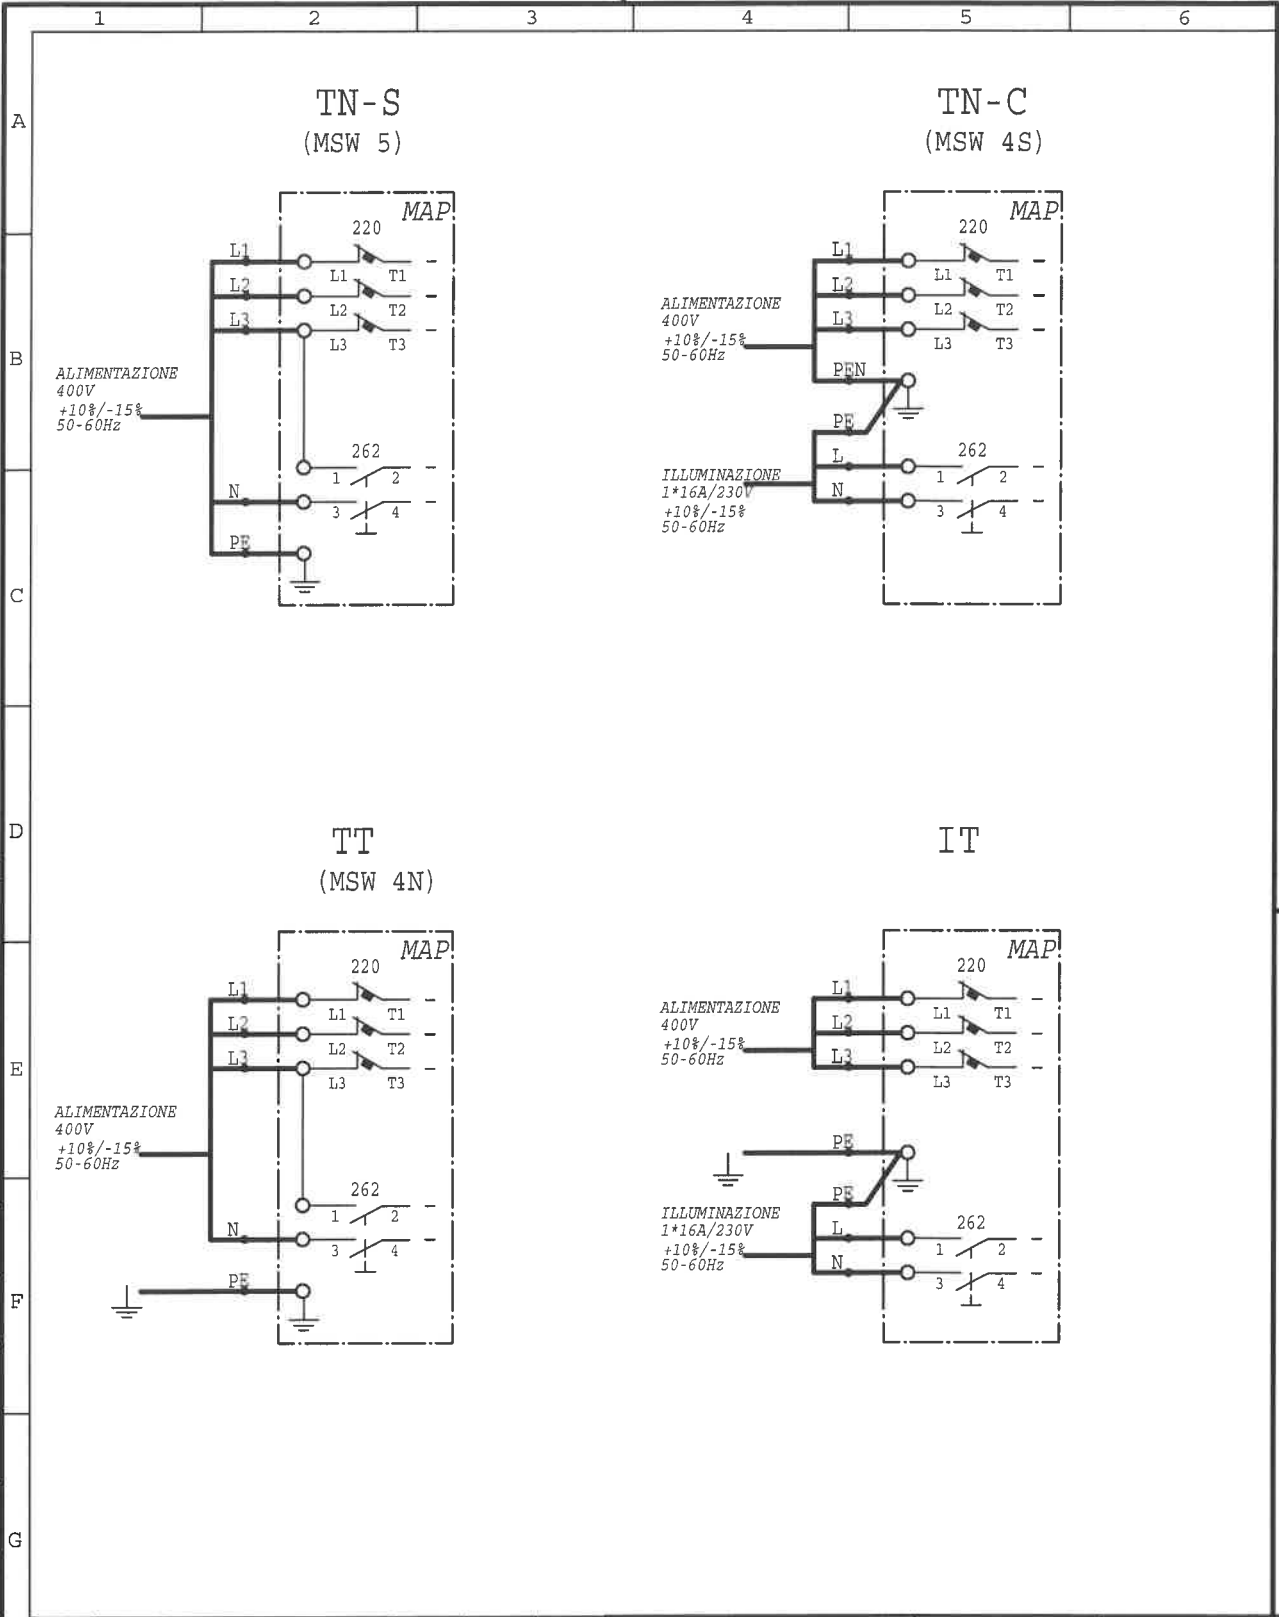 1 2 3 4 5 6
A
B
C
D
E
F
G
TN-S
(MSW 5)
MAP
220
L1
L1 T1
L2
L2 T2
L3
L3 T3
ALIMENTAZIONE
400V
+10%/-15%
50-60Hz
262
1 2
N
3 4
PE
TN-C
(MSW 4S)
MAP
220
L1
L1 T1
L2
L2 T2
L3
L3 T3
ALIMENTAZIONE
400V
+10%/-15%
50-60Hz
PEN
PE
262
L
1 2
N
3 4
ILLUMINAZIONE
1*16A/230V
+10%/-15%
50-60Hz
TT
(MSW 4N)
MAP
220
L1
L1 T1
L2
L2 T2
L3
L3 T3
ALIMENTAZIONE
400V
+10%/-15%
50-60Hz
262
1 2
N
3 4
PE
IT
MAP
220
L1
L1 T1
L2
L2 T2
L3
L3 T3
ALIMENTAZIONE
400V
+10%/-15%
50-60Hz
PE
PE
262
L
1 2
N
3 4
ILLUMINAZIONE
1*16A/230V
+10%/-15%
50-60Hz